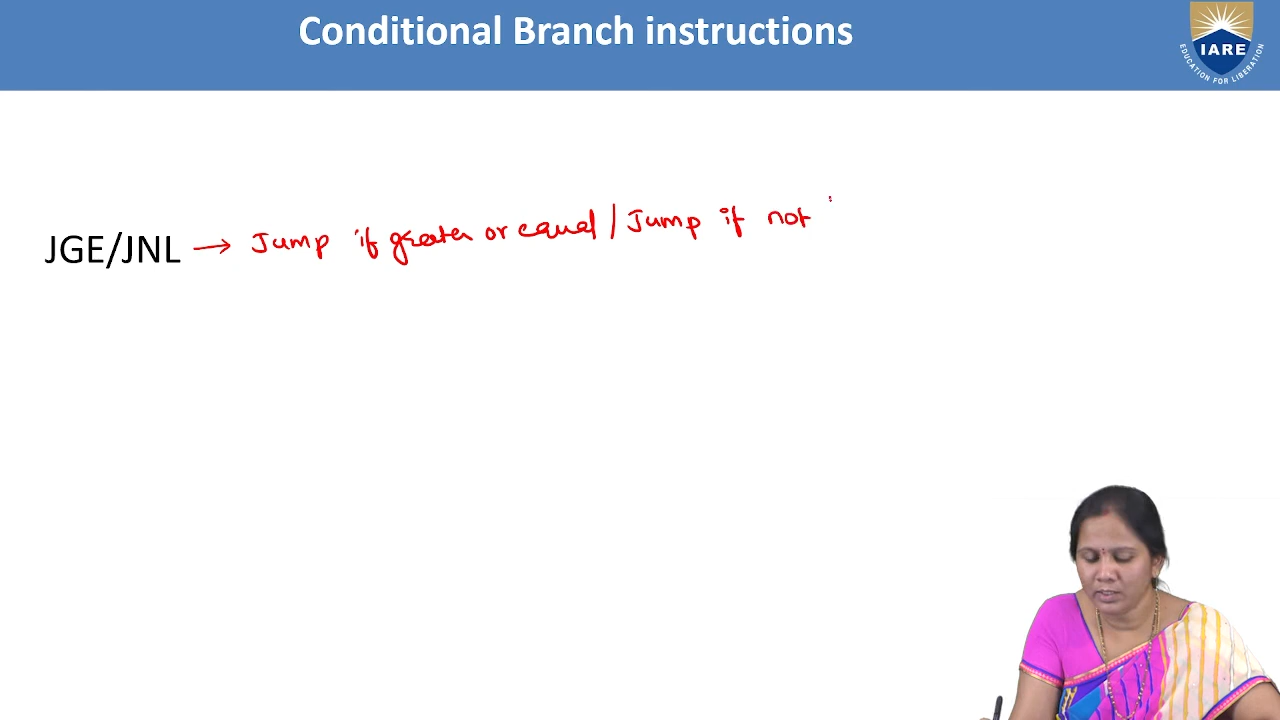 Conditional Branch instructions
IARE
EDUCATION FOR LIBERATION
JGE/JNL → Jump if greater or equal / Jump if not